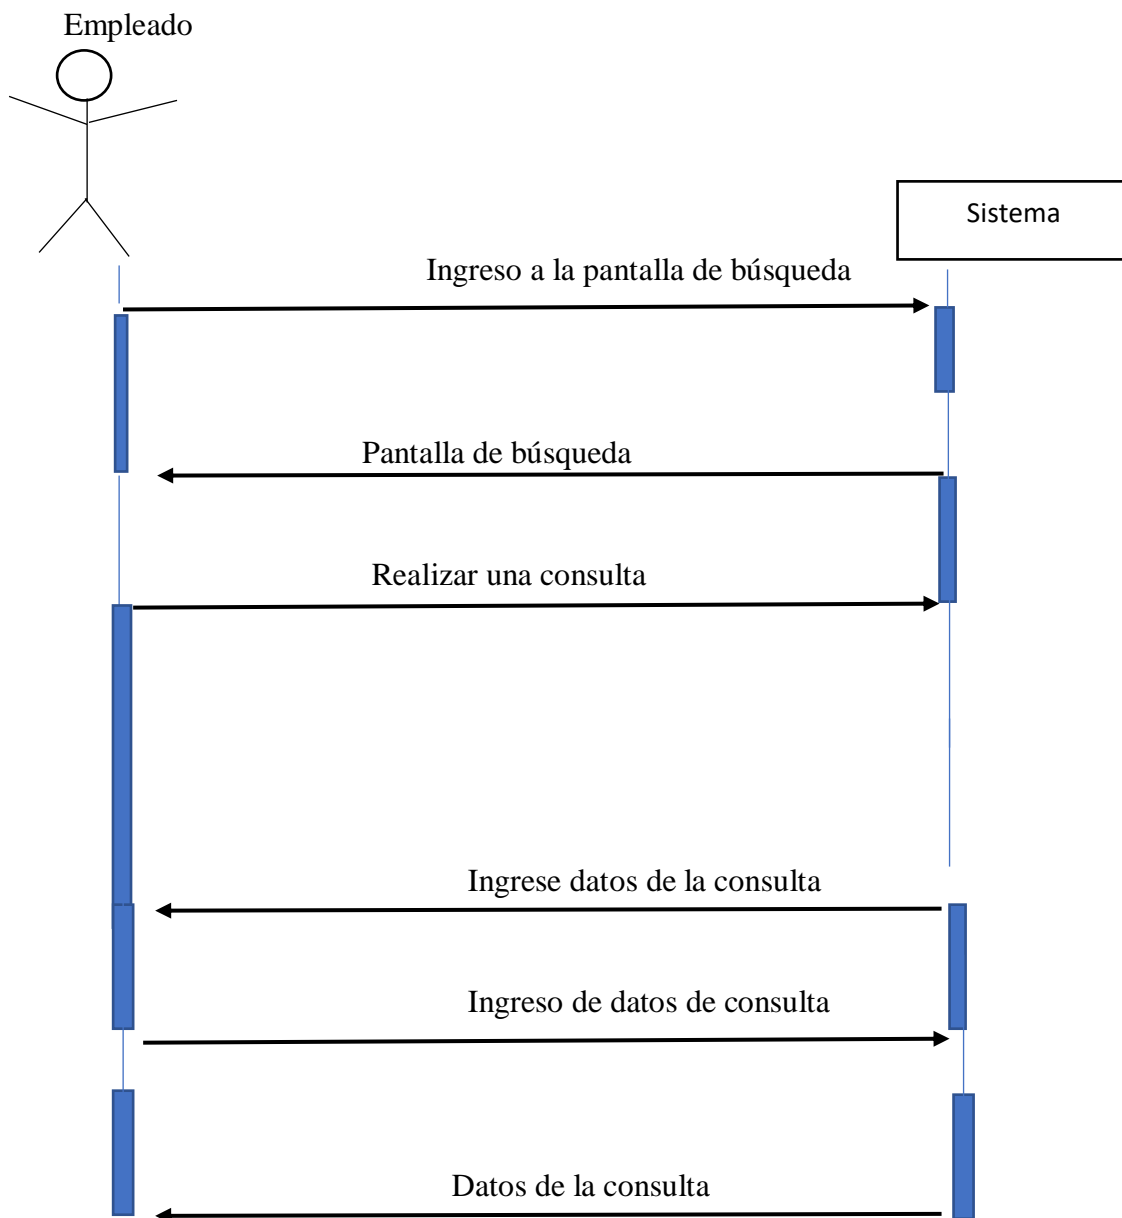 Empleado
Sistema
Ingreso a la pantalla de búsqueda
Pantalla de búsqueda
Realizar una consulta
Ingrese datos de la consulta
Ingreso de datos de consulta
Datos de la consulta